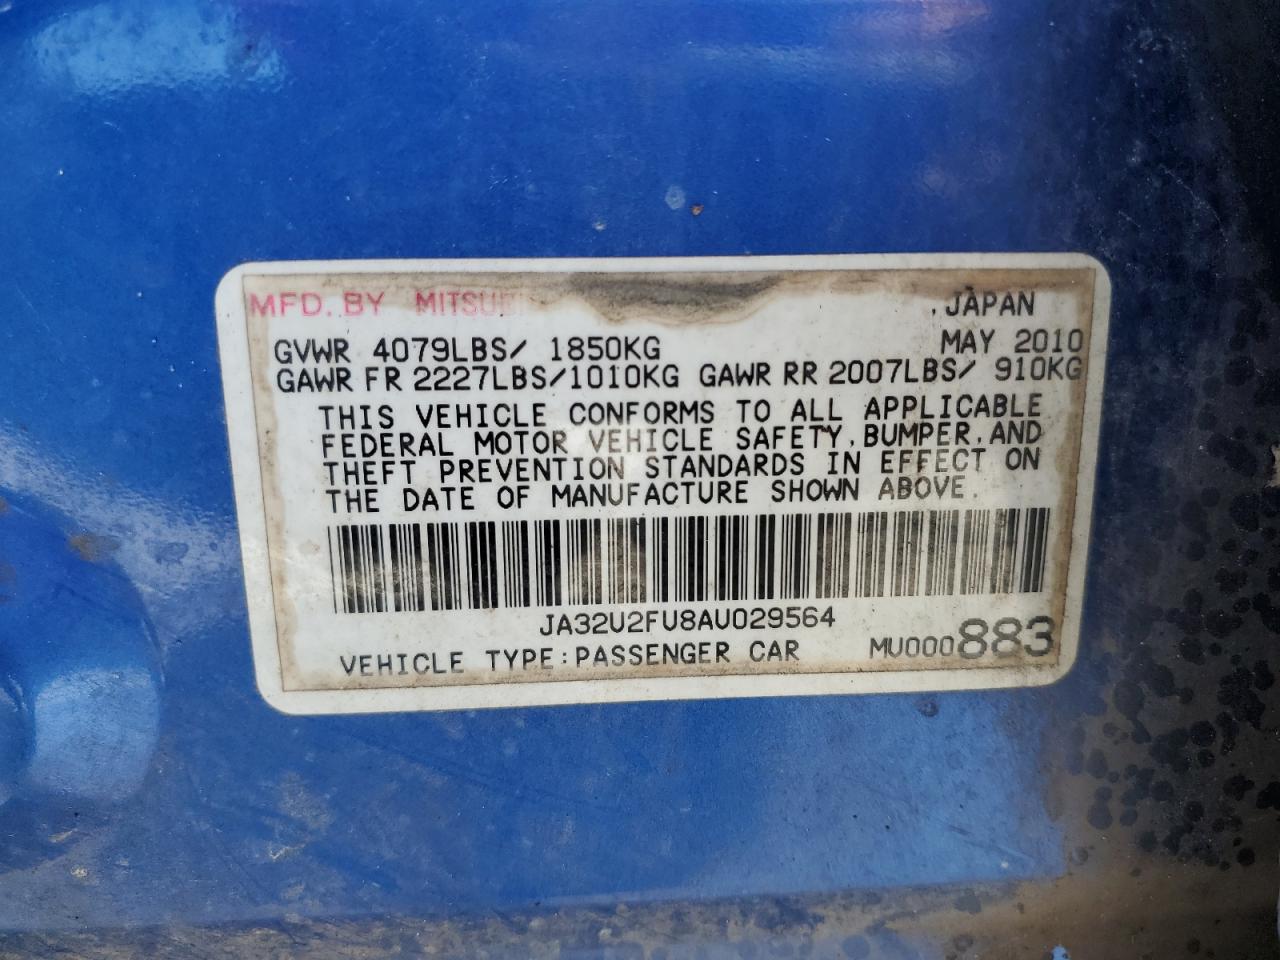 MFD. BY MITSUBI , JAPAN
GVWR 4079LBS/ 1850KG MAY 2010
GAWR FR 2227LBS/1010KG GAWR RR 2007LBS/ 910KG
THIS VEHICLE CONFORMS TO ALL APPLICABLE
FEDERAL MOTOR VEHICLE SAFETY, BUMPER, AND
THEFT PREVENTION STANDARDS IN EFFECT ON
THE DATE OF MANUFACTURE SHOWN ABOVE.
JA32U2FU8AU029564
VEHICLE TYPE:PASSENGER CAR MU000883